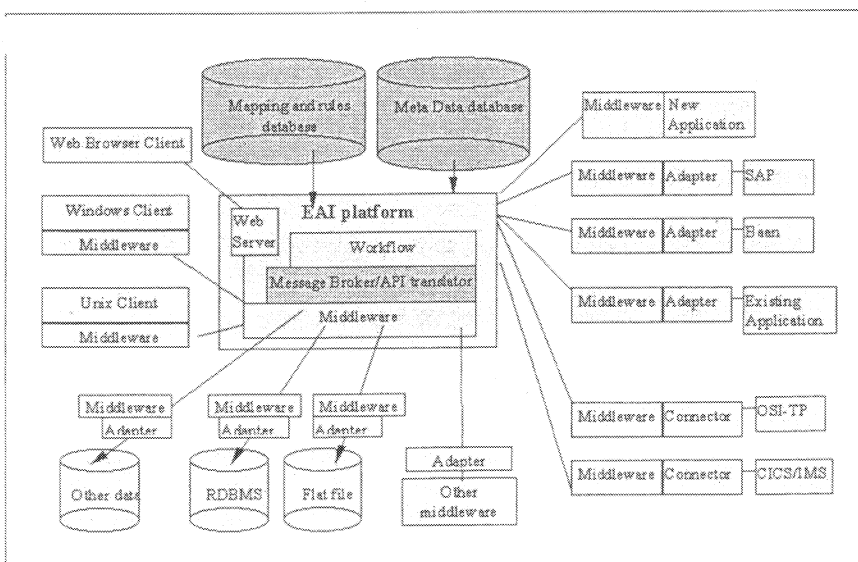 Mapping and rules
database
Meta Data database
Middleware
New
Application
Web Browser Client
Middleware
Adapter
SAP
Windows Client
Middleware
Web
Server
EAI platform
Workflow
Message Broker/API translator
Middleware
Middleware
Adapter
Baan
Unix Client
Middleware
Middleware
Adapter
Existing
Application
Middleware
Adapter
Other data
Middleware
Adapter
RDBMS
Middleware
Adapter
Flat file
Adapter
Other
middleware
Middleware
Connector
OSI-TP
Middleware
Connector
CICS/IMS